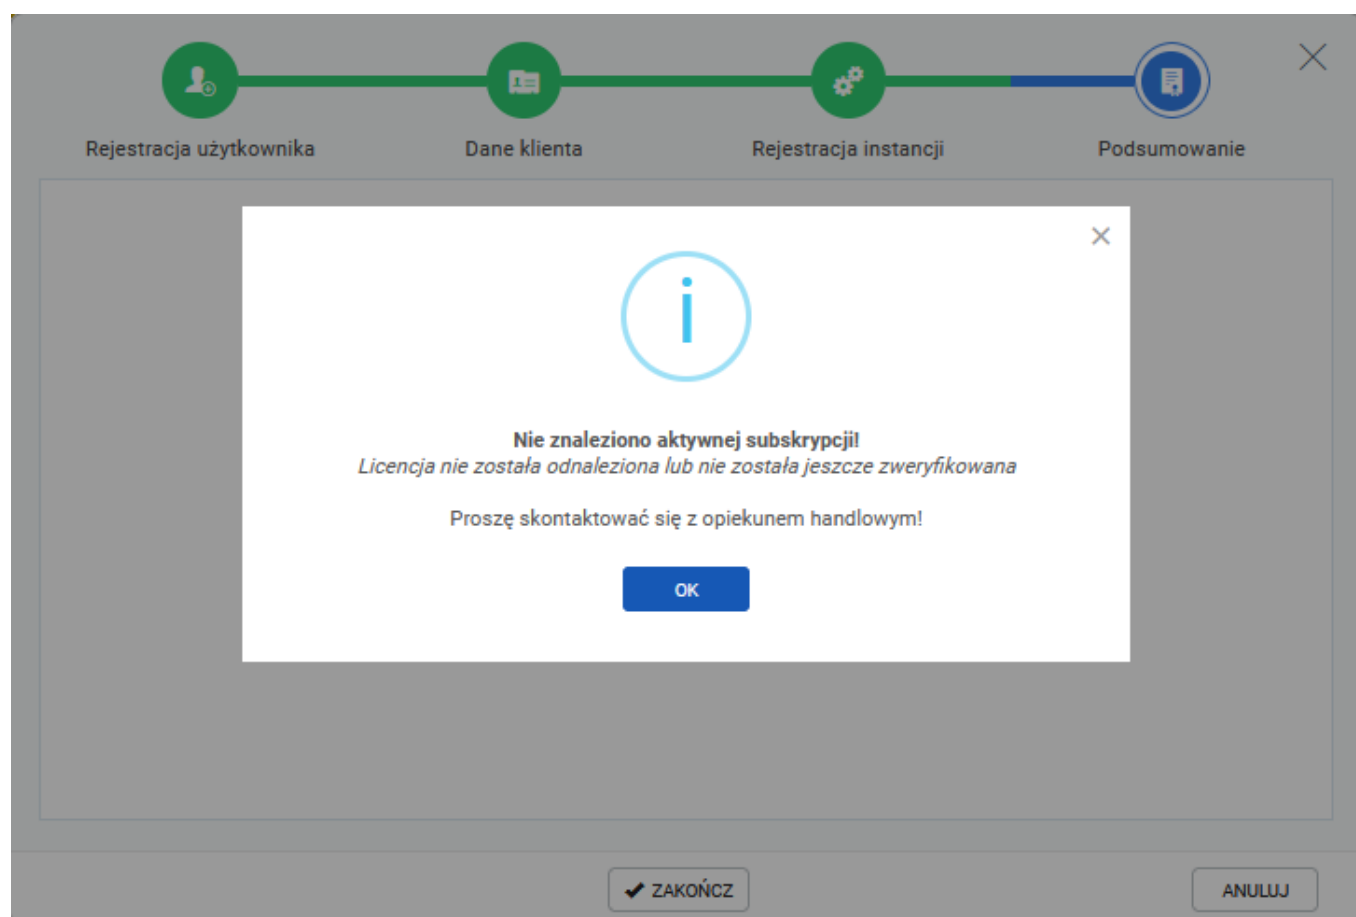 Rejestracja użytkownika
Dane klienta
Rejestracja instancji
Podsumowanie
Nie znaleziono aktywnej subskrypcji!
Licencja nie została odnaleziona lub nie została jeszcze zweryfikowana
Proszę skontaktować się z opiekunem handlowym!
OK
ZAKOŃCZ
ANULUJ